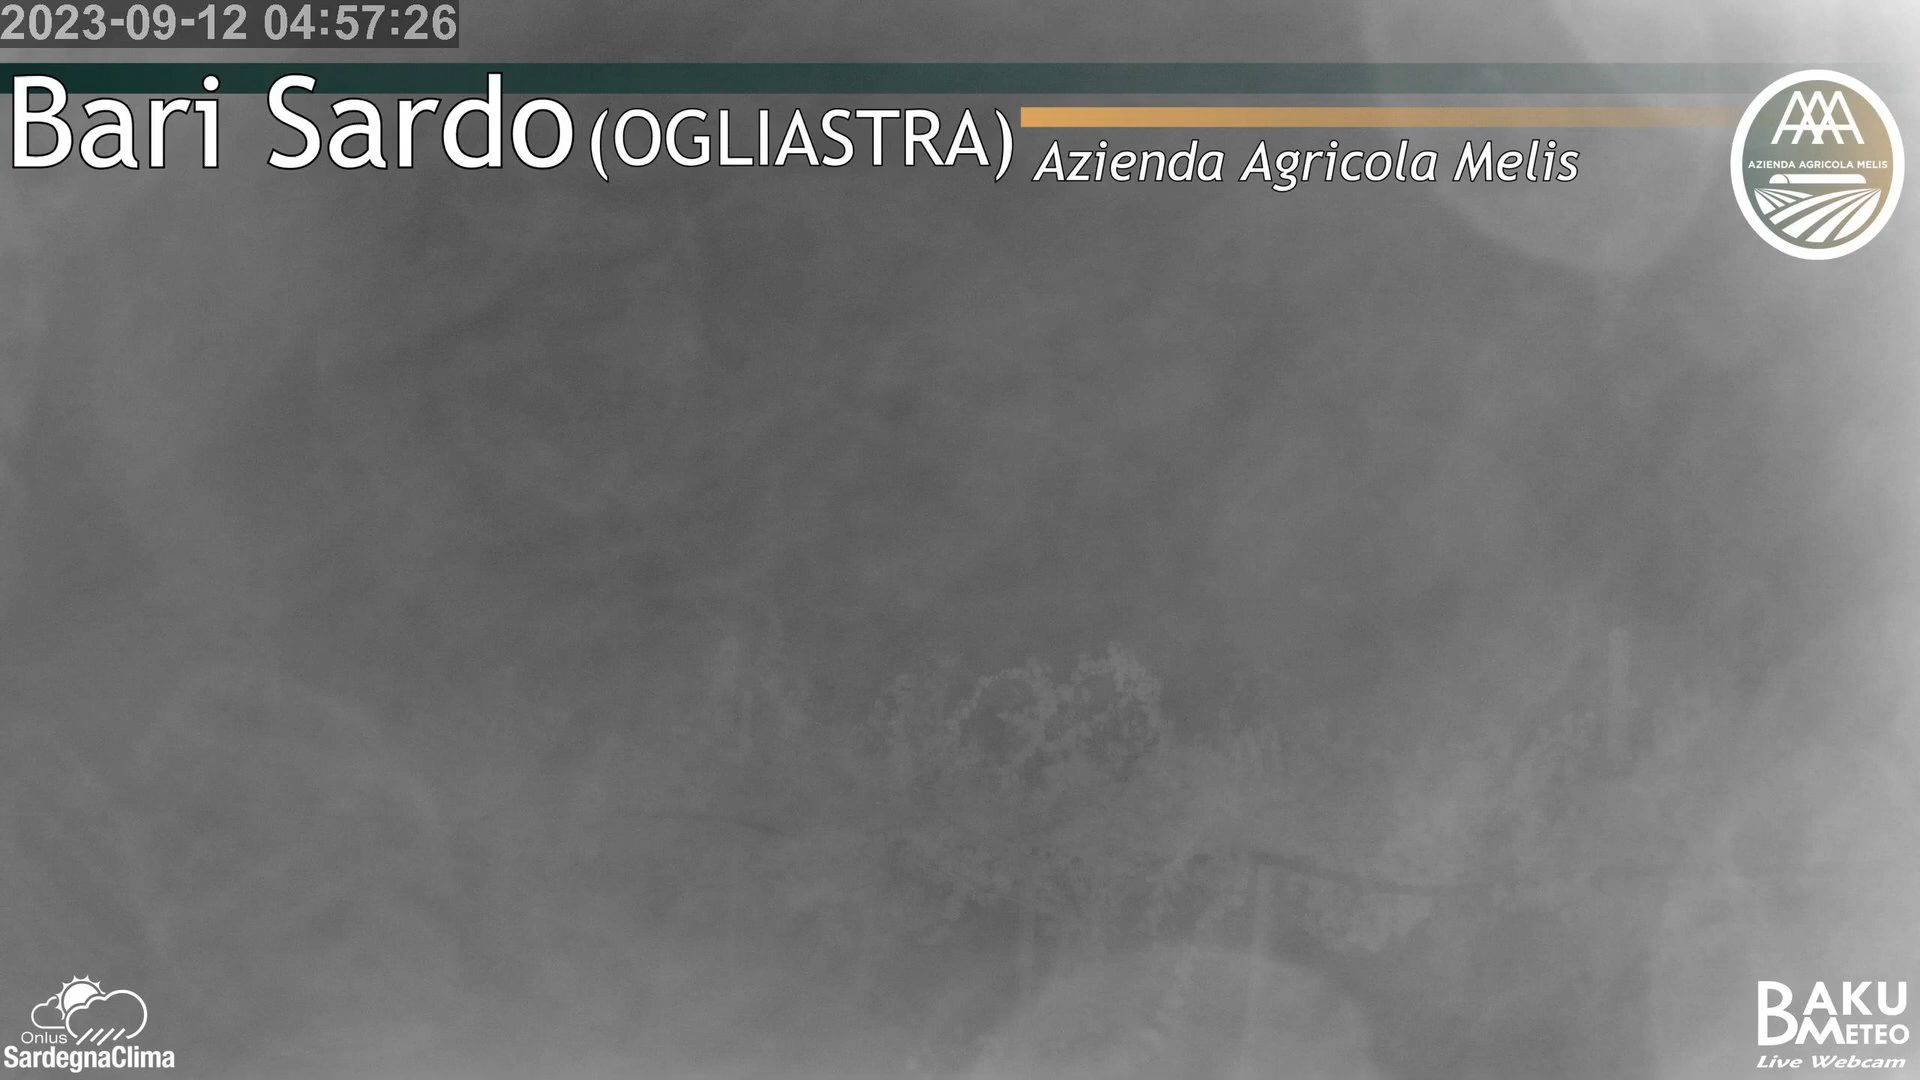 2023-09-12 04:57:26
Bari Sardo (OGLIASTRA)
Azienda Agricola Melis
AZIENDA AGRICOLA MELIS
Onlus
SardegnaClima
BAKU
METEO
Live Webcam